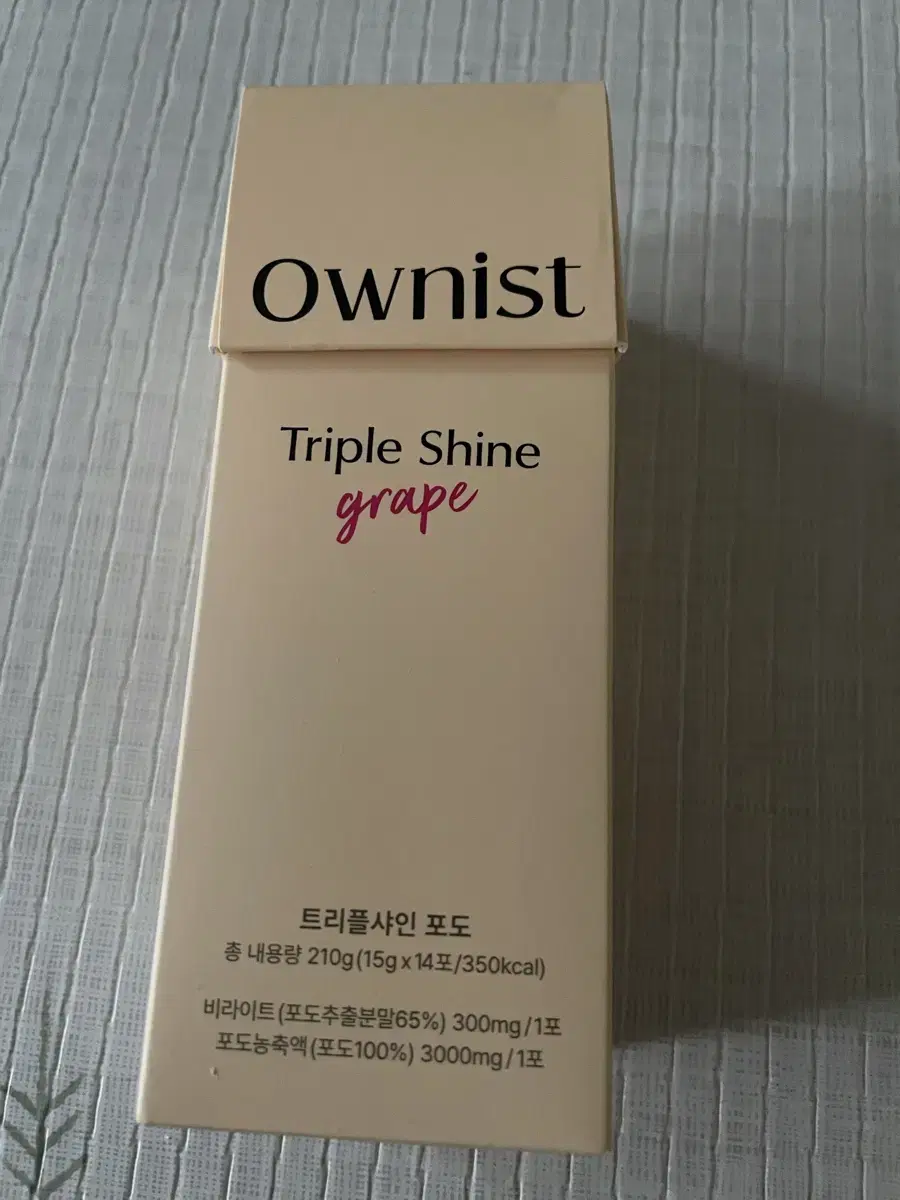 Ownist
Triple Shine
grape
트리플샤인 포도
총 내용량 210g(15g x 14포/350kcal)
비라이트(포도추출분말65%) 300mg/1포
포도농축액(포도100%) 3000mg/1포